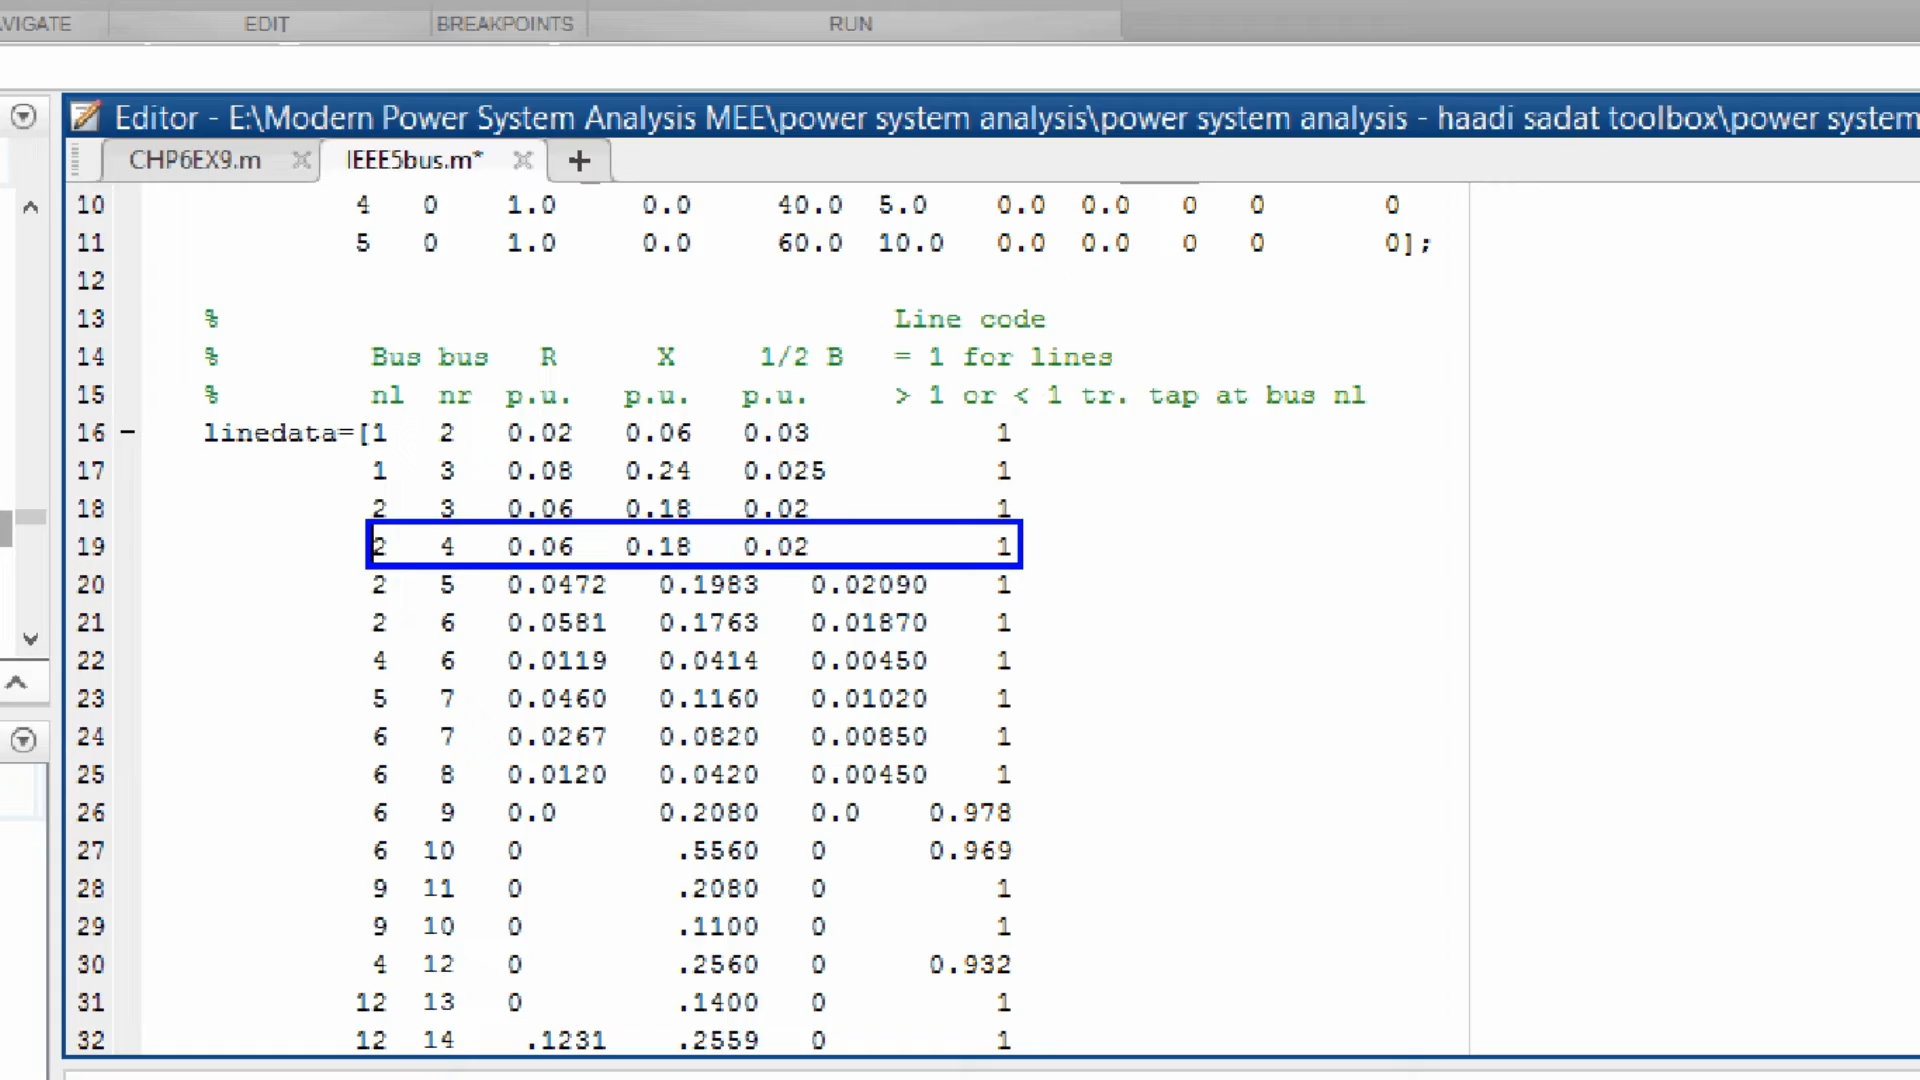 VIGATE EDIT BREAKPOINTS RUN
Editor - E:\Modern Power System Analysis MEE\power system analysis\power system analysis - haadi sadat toolbox\power system
CHP6EX9.m IEEE5bus.m* +
10 4 0 1.0 0.0 40.0 5.0 0.0 0.0 0 0 0
11 5 0 1.0 0.0 60.0 10.0 0.0 0.0 0 0 0];
12
13 % Line code
14 % Bus bus R X 1/2 B = 1 for lines
15 % nl nr p.u. p.u. p.u. > 1 or < 1 tr. tap at bus nl
16 – linedata=[1 2 0.02 0.06 0.03 1
17 1 3 0.08 0.24 0.025 1
18 2 3 0.06 0.18 0.02 1
19 2 4 0.06 0.18 0.02 1
20 2 5 0.0472 0.1983 0.02090 1
21 2 6 0.0581 0.1763 0.01870 1
22 4 6 0.0119 0.0414 0.00450 1
23 5 7 0.0460 0.1160 0.01020 1
24 6 7 0.0267 0.0820 0.00850 1
25 6 8 0.0120 0.0420 0.00450 1
26 6 9 0.0 0.2080 0.0 0.978
27 6 10 0 .5560 0 0.969
28 9 11 0 .2080 0 1
29 9 10 0 .1100 0 1
30 4 12 0 .2560 0 0.932
31 12 13 0 .1400 0 1
32 12 14 .1231 .2559 0 1